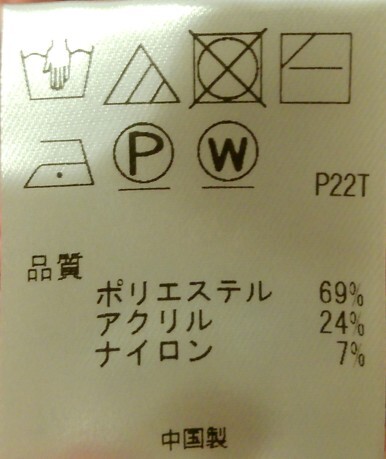 P W
P22T
品質
ポリエステル 69%
アクリル 24%
ナイロン 7%
中国製